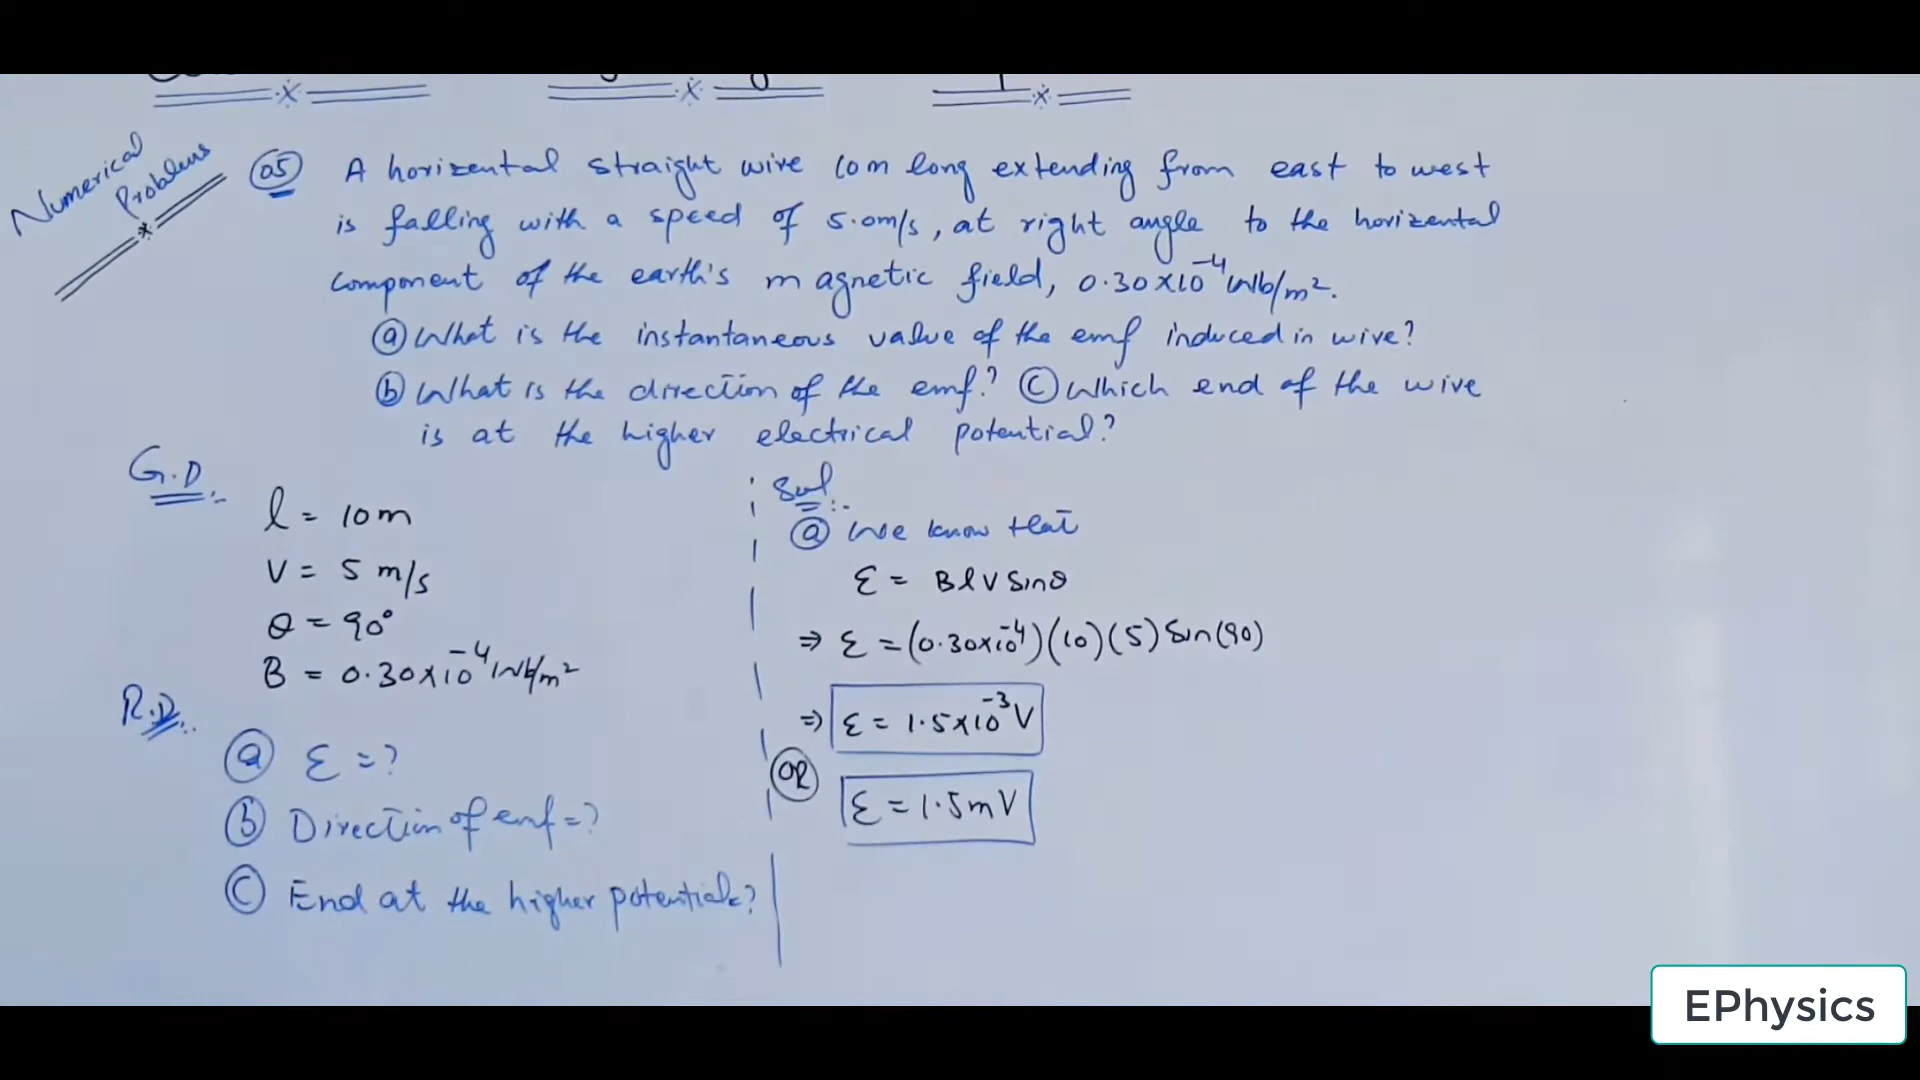 Numerical
Problems
Q5 A horizental straight wire 10m long extending from east to west
is falling with a speed of 5.0m/s, at right angle to the horizental
component of the earth's magnetic field, 0.30×10⁻⁴ Wb/m².
ⓐ What is the instantaneous value of the emf induced in wire?
ⓑ What is the direction of the emf? Ⓒ Which end of the wire
is at the higher electrical potential?
G.D:-
l = 10m
V = 5 m/s
θ = 90°
B = 0.30×10⁻⁴ Wb/m²
R.D:-
ⓐ ε = ?
ⓑ Direction of emf = ?
Ⓒ End at the higher potential = ?
Sol:-
ⓐ We know that
ε = B l V Sinθ
⇒ ε = (0.30×10⁻⁴)(10)(5) Sin(90)
⇒ ε = 1.5×10⁻³ V
OR
ε = 1.5mV
EPhysics